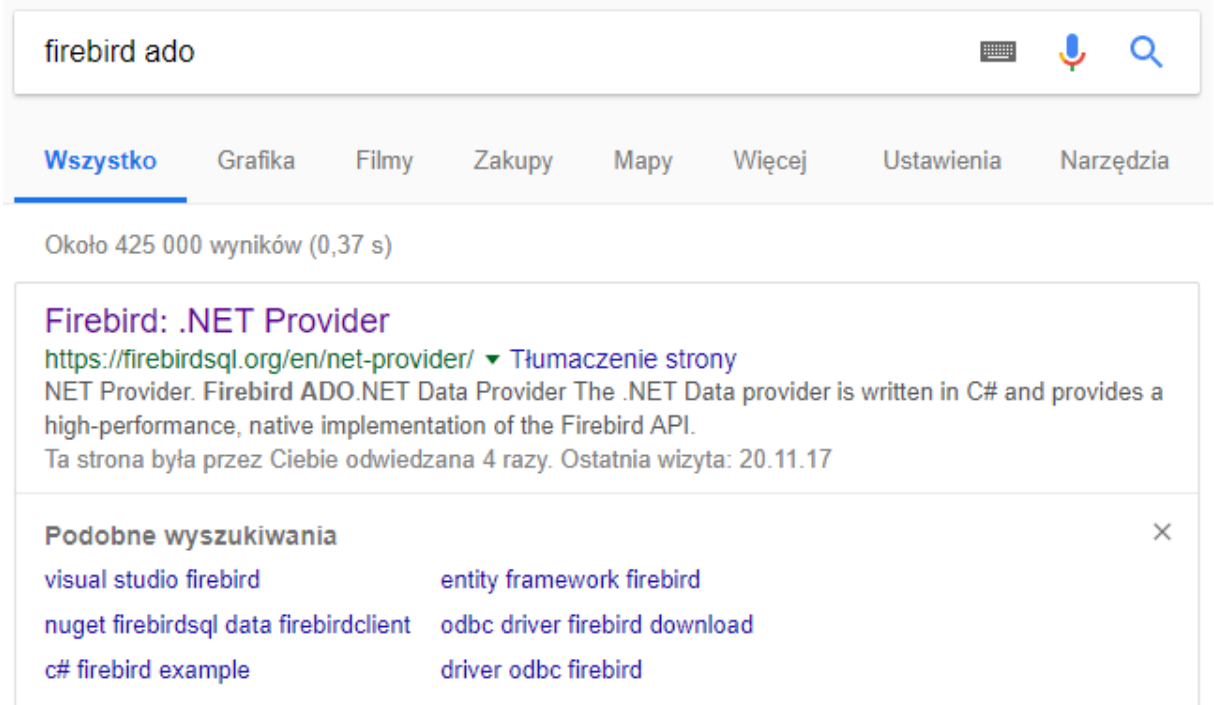 firebird ado
Wszystko Grafika Filmy Zakupy Mapy Więcej Ustawienia Narzędzia
Około 425 000 wyników (0,37 s)
Firebird: .NET Provider
https://firebirdsql.org/en/net-provider/ ▼ Tłumaczenie strony
NET Provider. Firebird ADO.NET Data Provider The .NET Data provider is written in C# and provides a
high-performance, native implementation of the Firebird API.
Ta strona była przez Ciebie odwiedzana 4 razy. Ostatnia wizyta: 20.11.17
Podobne wyszukiwania
visual studio firebird entity framework firebird
nuget firebirdsql data firebirdclient odbc driver firebird download
c# firebird example driver odbc firebird